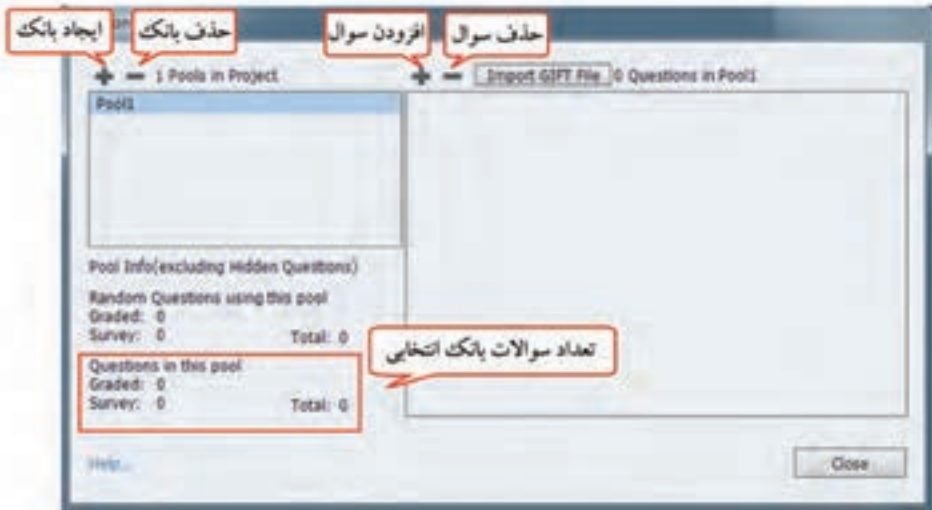 ایجاد بانک
حذف بانک
افزودن سوال
حذف سوال
1 Pools in Project
Import GIFT File
0 Questions in Pool1
Pool1
Pool Info(excluding Hidden Questions)
Random Questions using this pool
Graded: 0
Survey: 0 Total: 0
تعداد سوالات بانک انتخابی
Questions in this pool
Graded: 0
Survey: 0 Total: 0
Help...
Close